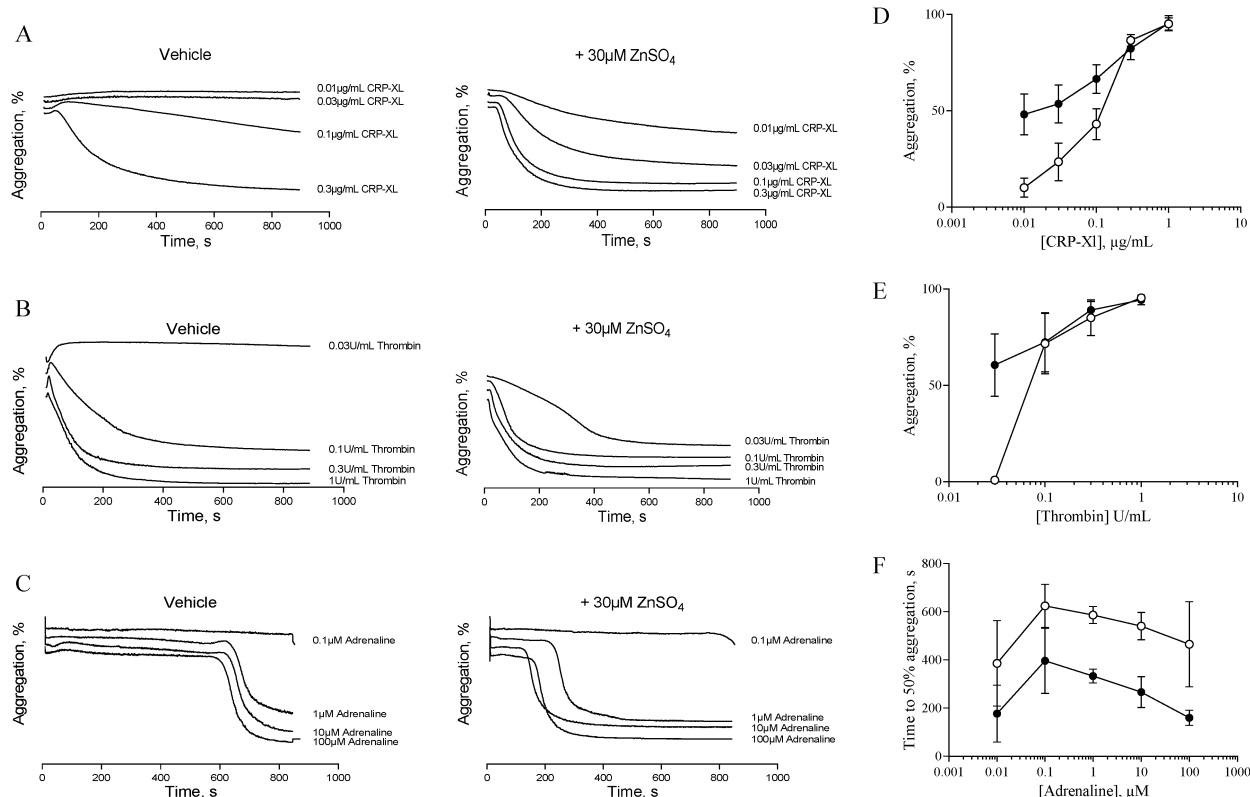 A
Vehicle
Aggregation, %
0.01µg/mL CRP-XL
0.03µg/mL CRP-XL
0.1µg/mL CRP-XL
0.3µg/mL CRP-XL
0 200 400 600 800 1000
Time, s
+ 30µM ZnSO4
Aggregation, %
0.01µg/mL CRP-XL
0.03µg/mL CRP-XL
0.1µg/mL CRP-XL
0.3µg/mL CRP-XL
0 200 400 600 800 1000
Time, s
D
Aggregation, %
100
50
0
0.001 0.01 0.1 1 10
[CRP-Xl], µg/mL
B
Vehicle
Aggregation, %
0.03U/mL Thrombin
0.1U/mL Thrombin
0.3U/mL Thrombin
1U/mL Thrombin
0 200 400 600 800 1000
Time, s
+ 30µM ZnSO4
Aggregation, %
0.03U/mL Thrombin
0.1U/mL Thrombin
0.3U/mL Thrombin
1U/mL Thrombin
0 200 400 600 800 1000
Time, s
E
Aggregation, %
100
50
0
0.01 0.1 1 10
[Thrombin] U/mL
C
Vehicle
Aggregation, %
0.1µM Adrenaline
1µM Adrenaline
10µM Adrenaline
100µM Adrenaline
0 200 400 600 800 1000
Time, s
+ 30µM ZnSO4
Aggregation, %
0.1µM Adrenaline
1µM Adrenaline
10µM Adrenaline
100µM Adrenaline
0 200 400 600 800 1000
Time, s
F
Time to 50% aggregation, s
800
600
400
200
0
0.001 0.01 0.1 1 10 100 1000
[Adrenaline], µM